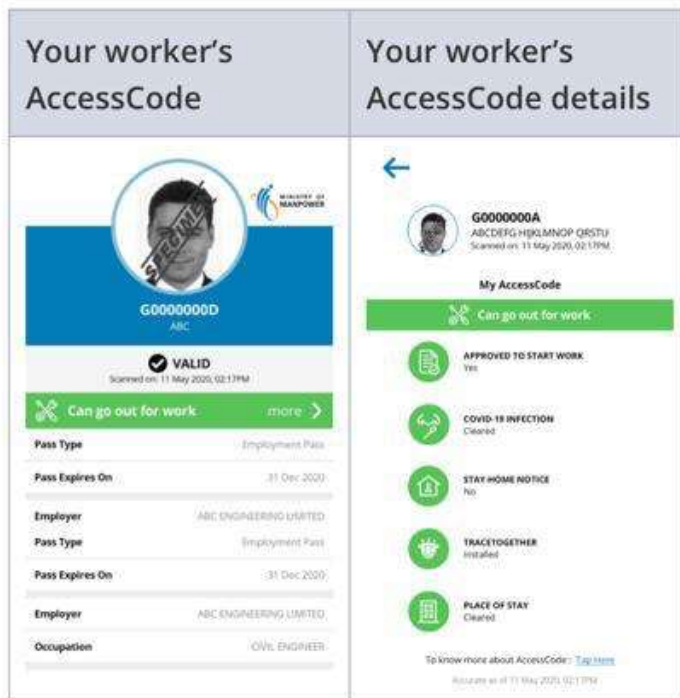 Your worker's
AccessCode
Your worker's
AccessCode details
MINISTRY OF
MANPOWER
SPECIMEN
G0000000D
ABC
VALID
Scanned on: 11 May 2020, 02:17PM
Can go out for work more
Pass Type Employment Pass
Pass Expires On 31 Dec 2020
Employer ABC ENGINEERING LIMITED
Pass Type Employment Pass
Pass Expires On 31 Dec 2020
Employer ABC ENGINEERING LIMITED
Occupation CIVIL ENGINEER
G0000000A
ABCDEFG HIJKLMNOP QRSTU
Scanned on: 11 May 2020, 02:17PM
My AccessCode
Can go out for work
APPROVED TO START WORK
Yes
COVID-19 INFECTION
Cleared
STAY-HOME NOTICE
No
TRACETOGETHER
Installed
PLACE OF STAY
Cleared
To know more about AccessCode : Tap Here
Accurate as of 11 May 2020, 02:17PM